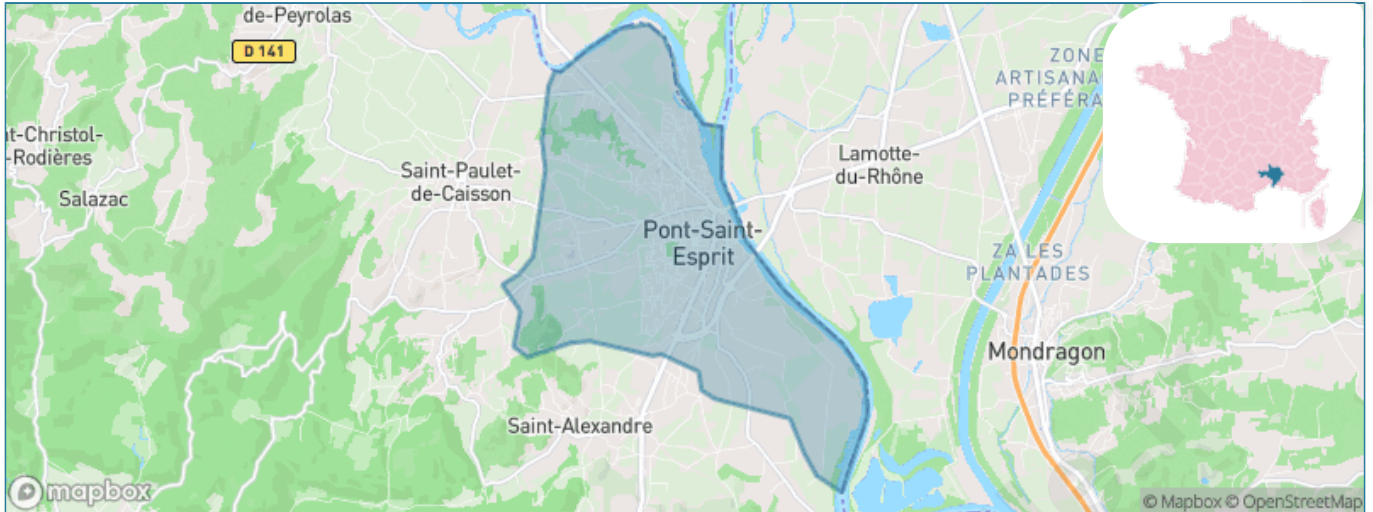 de-Peyrolas
D 141
ZONE
ARTISANA
PRÉFÉRA
nt-Christol-
-Rodières
Salazac
Saint-Paulet-
de-Caisson
Lamotte-
du-Rhône
Pont-Saint-
Esprit
ZA LES
PLANTADES
Mondragon
Saint-Alexandre
mapbox
© Mapbox © OpenStreetMap